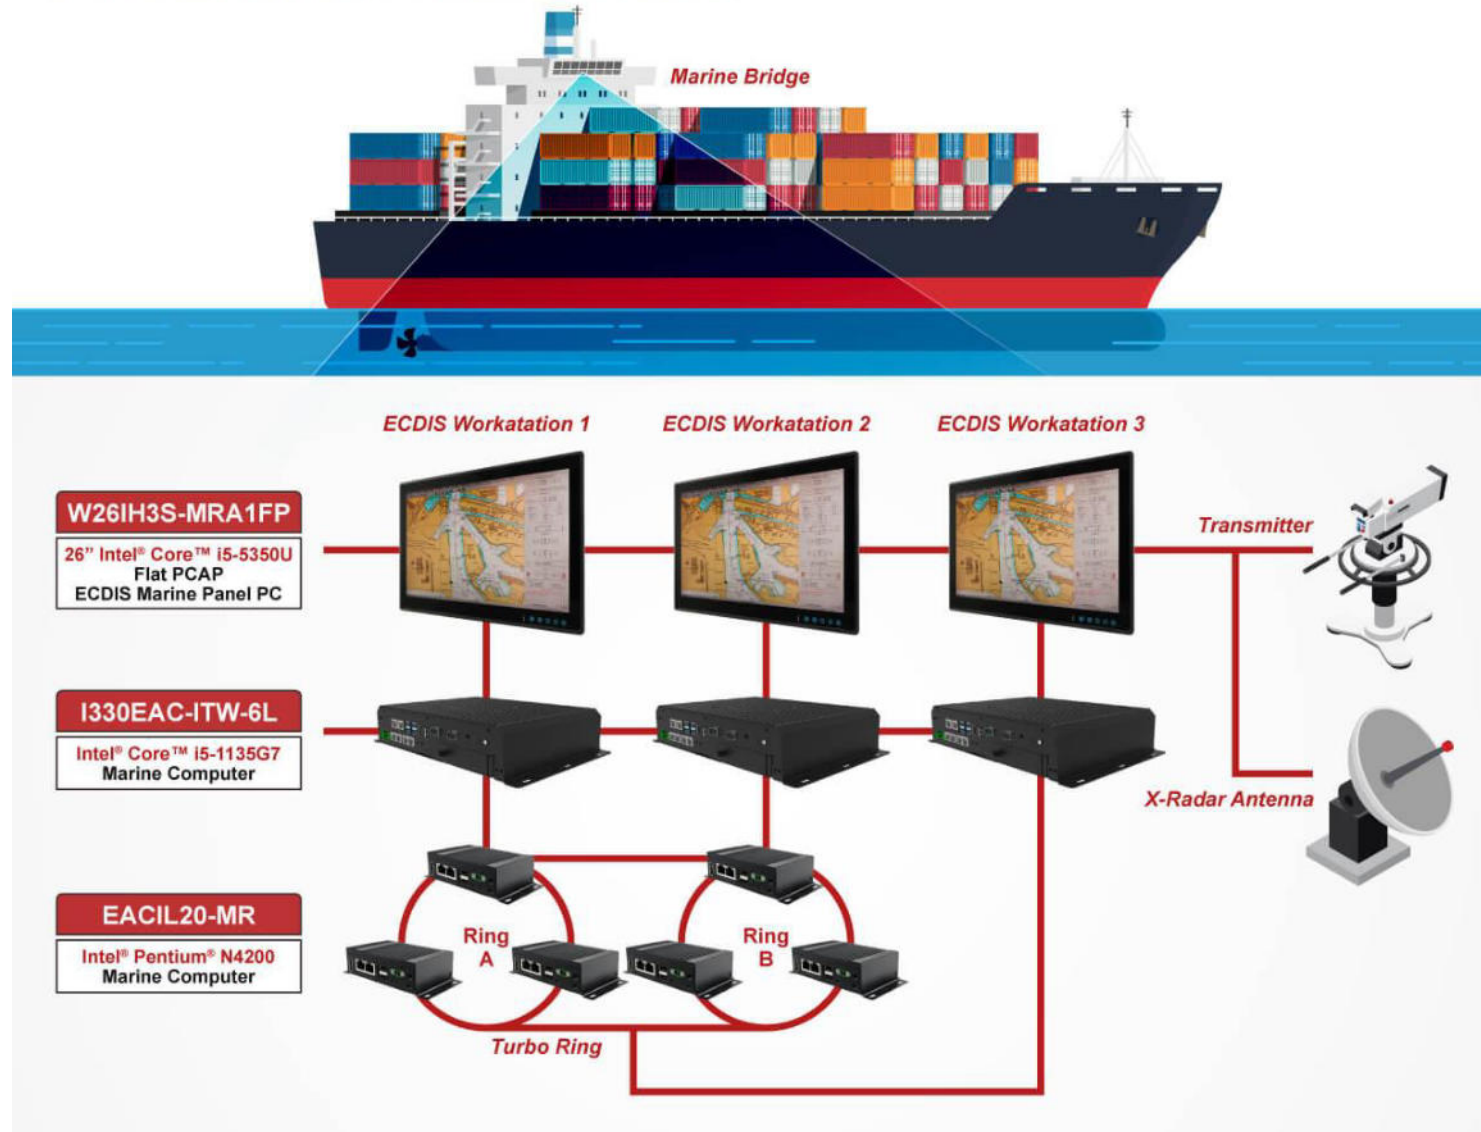 Marine Bridge
ECDIS Workatation 1
ECDIS Workatation 2
ECDIS Workatation 3
W26IH3S-MRA1FP
26” Intel® Core™ i5-5350U
Flat PCAP
ECDIS Marine Panel PC
Transmitter
I330EAC-ITW-6L
Intel® Core™ i5-1135G7
Marine Computer
X-Radar Antenna
EACIL20-MR
Intel® Pentium® N4200
Marine Computer
Ring
A
Ring
B
Turbo Ring